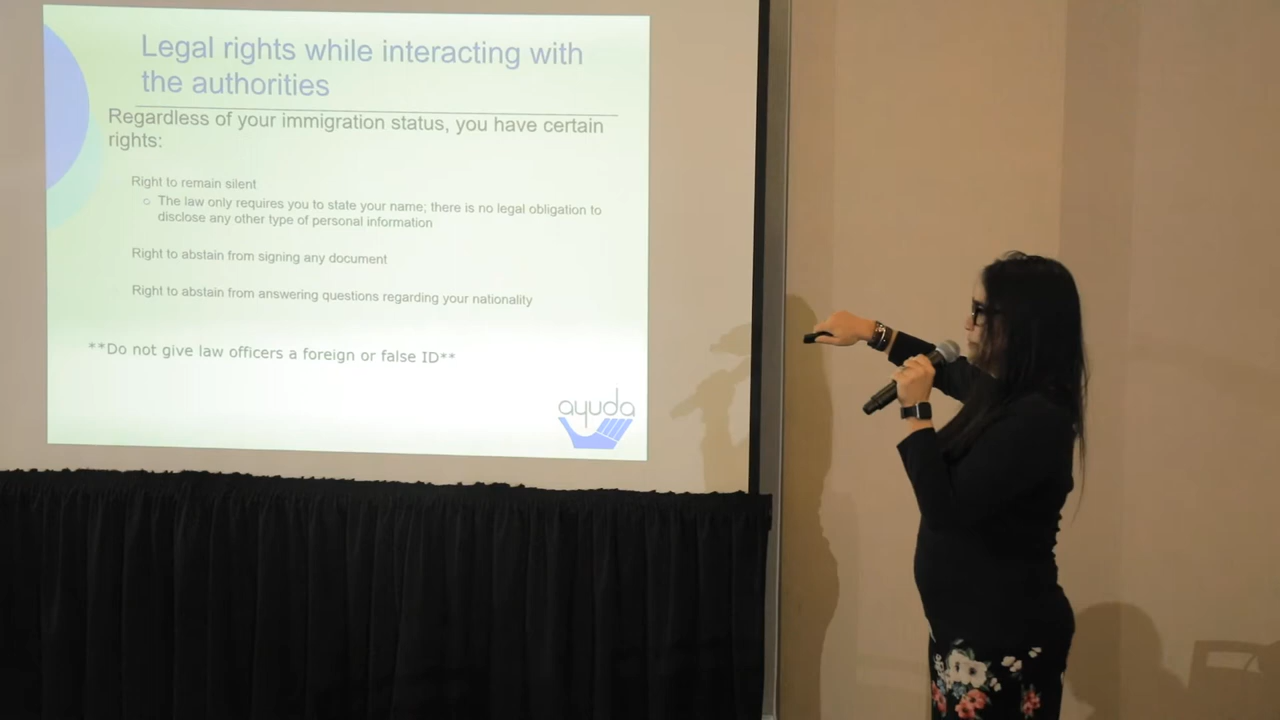 Legal rights while interacting with
the authorities
Regardless of your immigration status, you have certain
rights:
Right to remain silent
○ The law only requires you to state your name; there is no legal obligation to
disclose any other type of personal information
Right to abstain from signing any document
Right to abstain from answering questions regarding your nationality
**Do not give law officers a foreign or false ID**
ayuda